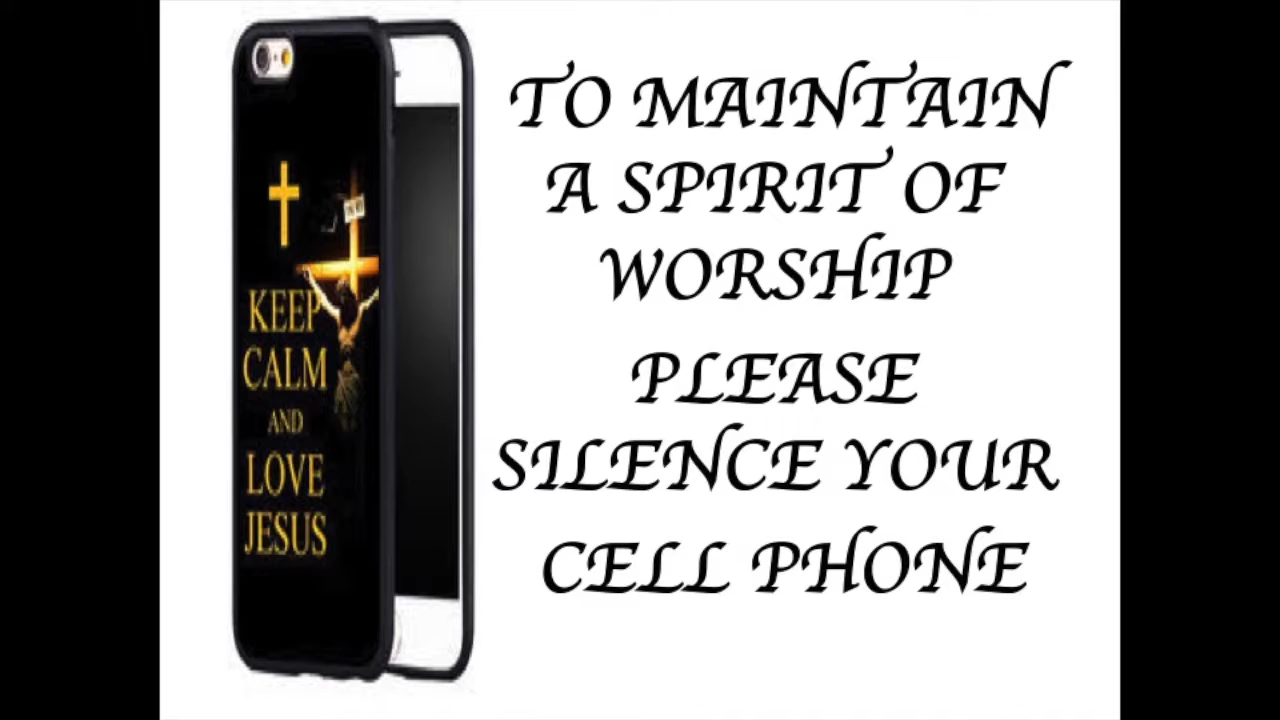 KEEP
CALM
AND
LOVE
JESUS
TO MAINTAIN
A SPIRIT OF
WORSHIP
PLEASE
SILENCE YOUR
CELL PHONE